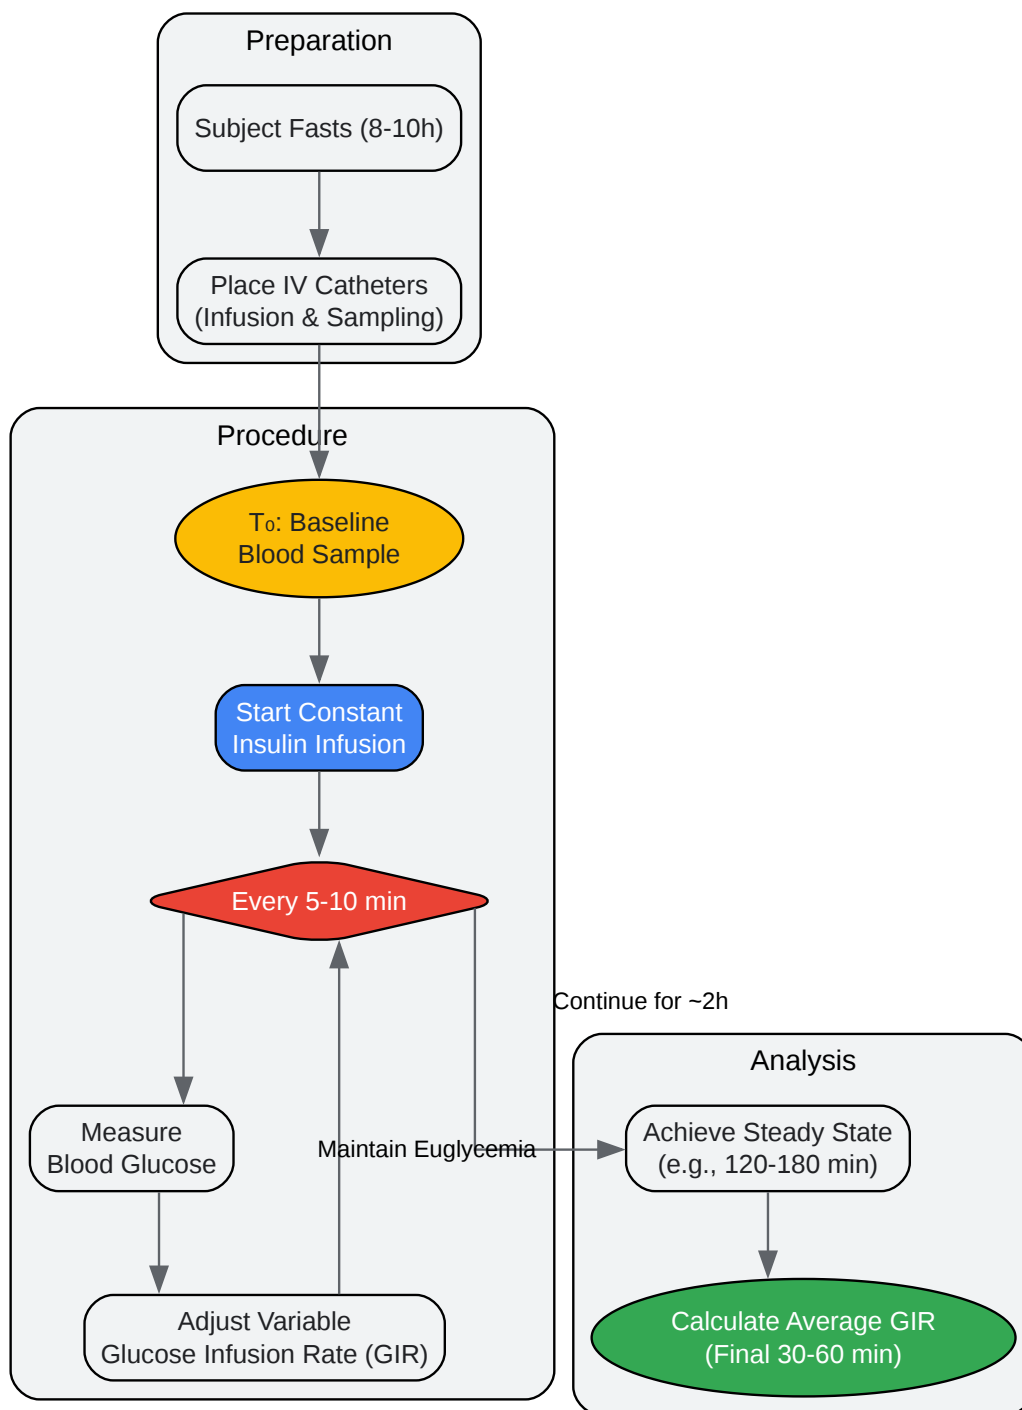 Preparation
Subject Fasts (8-10h)
Place IV Catheters
(Infusion & Sampling)
Procedure
T₀: Baseline
Blood Sample
Start Constant
Insulin Infusion
Every 5-10 min
Continue for ~2h
Analysis
Measure
Blood Glucose
Maintain Euglycemia
Achieve Steady State
(e.g., 120-180 min)
Adjust Variable
Glucose Infusion Rate (GIR)
Calculate Average GIR
(Final 30-60 min)